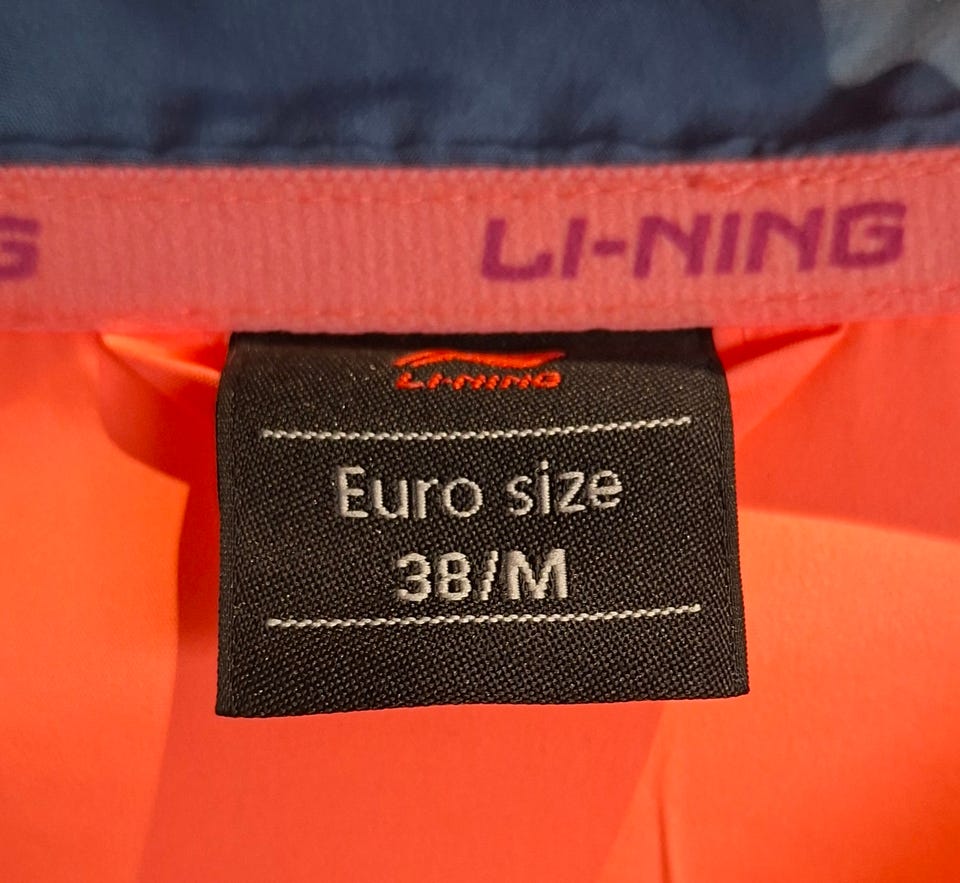 G LI-NING
LI-NING
Euro size
38/M